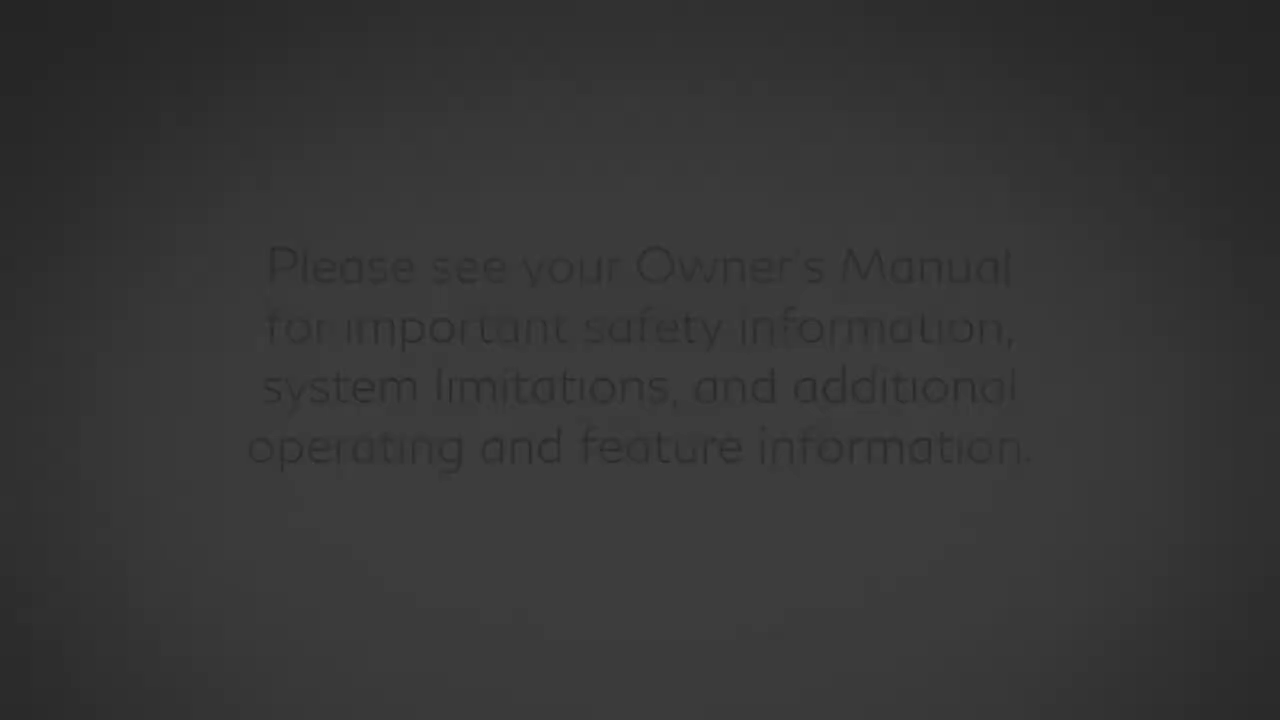 Please see your Owner's Manual
for important safety information,
system limitations, and additional
operating and feature information.